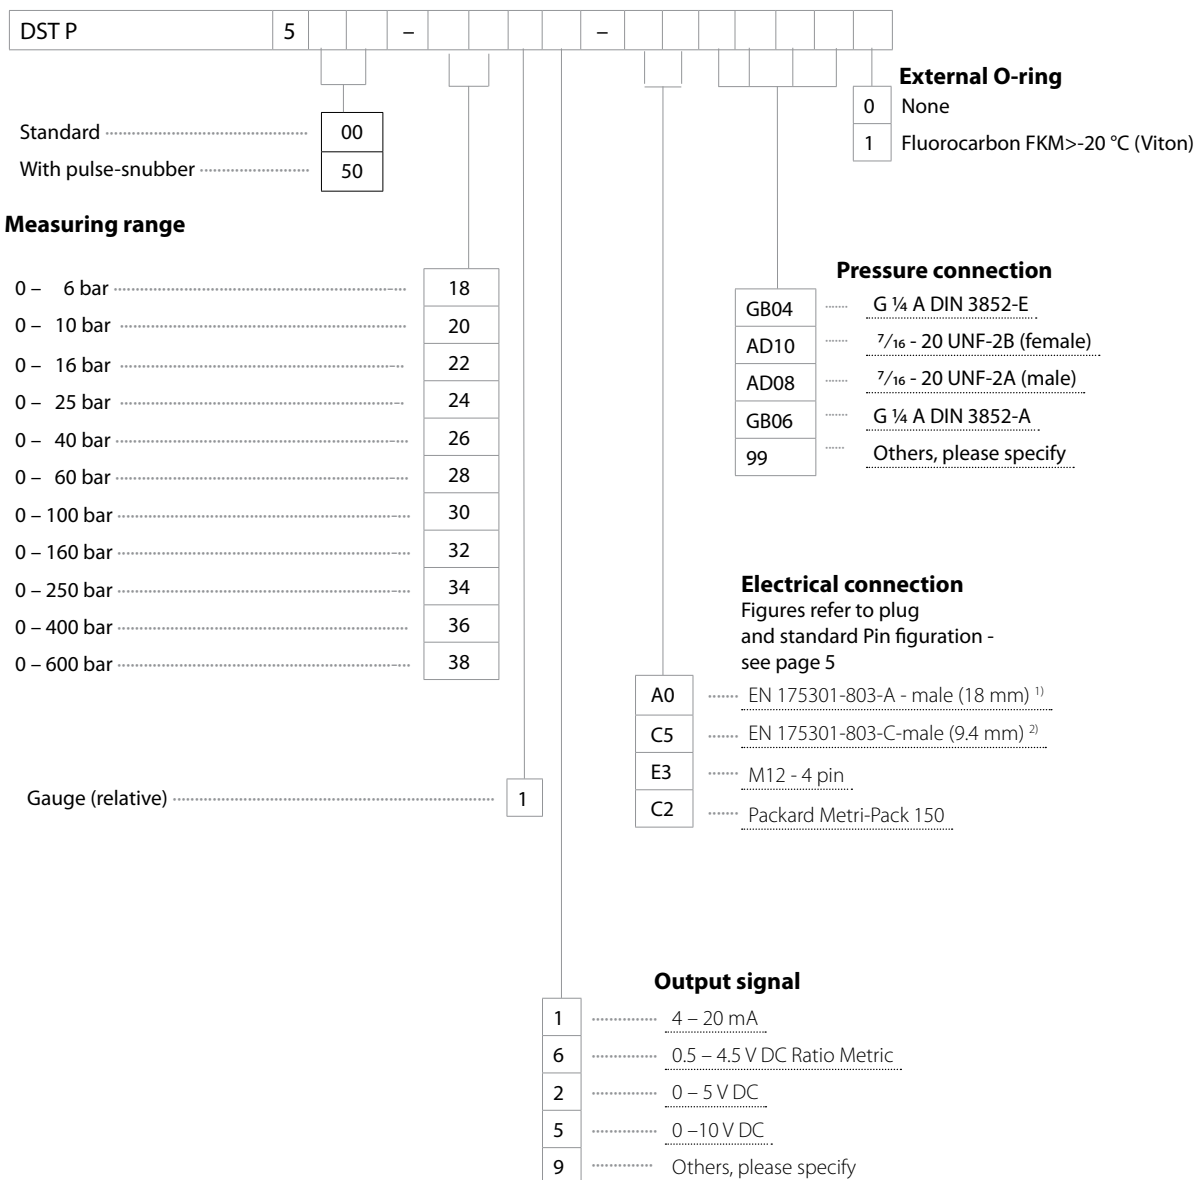 DST P 5 – –
External O-ring
0 None
1 Fluorocarbon FKM>-20 °C (Viton)
Standard 00
With pulse-snubber 50
Measuring range
0 – 6 bar 18
0 – 10 bar 20
0 – 16 bar 22
0 – 25 bar 24
0 – 40 bar 26
0 – 60 bar 28
0 – 100 bar 30
0 – 160 bar 32
0 – 250 bar 34
0 – 400 bar 36
0 – 600 bar 38
Pressure connection
GB04 G ¼ A DIN 3852-E
AD10 ⁷/₁₆ - 20 UNF-2B (female)
AD08 ⁷/₁₆ - 20 UNF-2A (male)
GB06 G ¼ A DIN 3852-A
99 Others, please specify
Electrical connection
Figures refer to plug
and standard Pin figuration -
see page 5
A0 EN 175301-803-A - male (18 mm) ¹⁾
C5 EN 175301-803-C-male (9.4 mm) ²⁾
E3 M12 - 4 pin
C2 Packard Metri-Pack 150
Gauge (relative) 1
Output signal
1 4 – 20 mA
6 0.5 – 4.5 V DC Ratio Metric
2 0 – 5 V DC
5 0 –10 V DC
9 Others, please specify